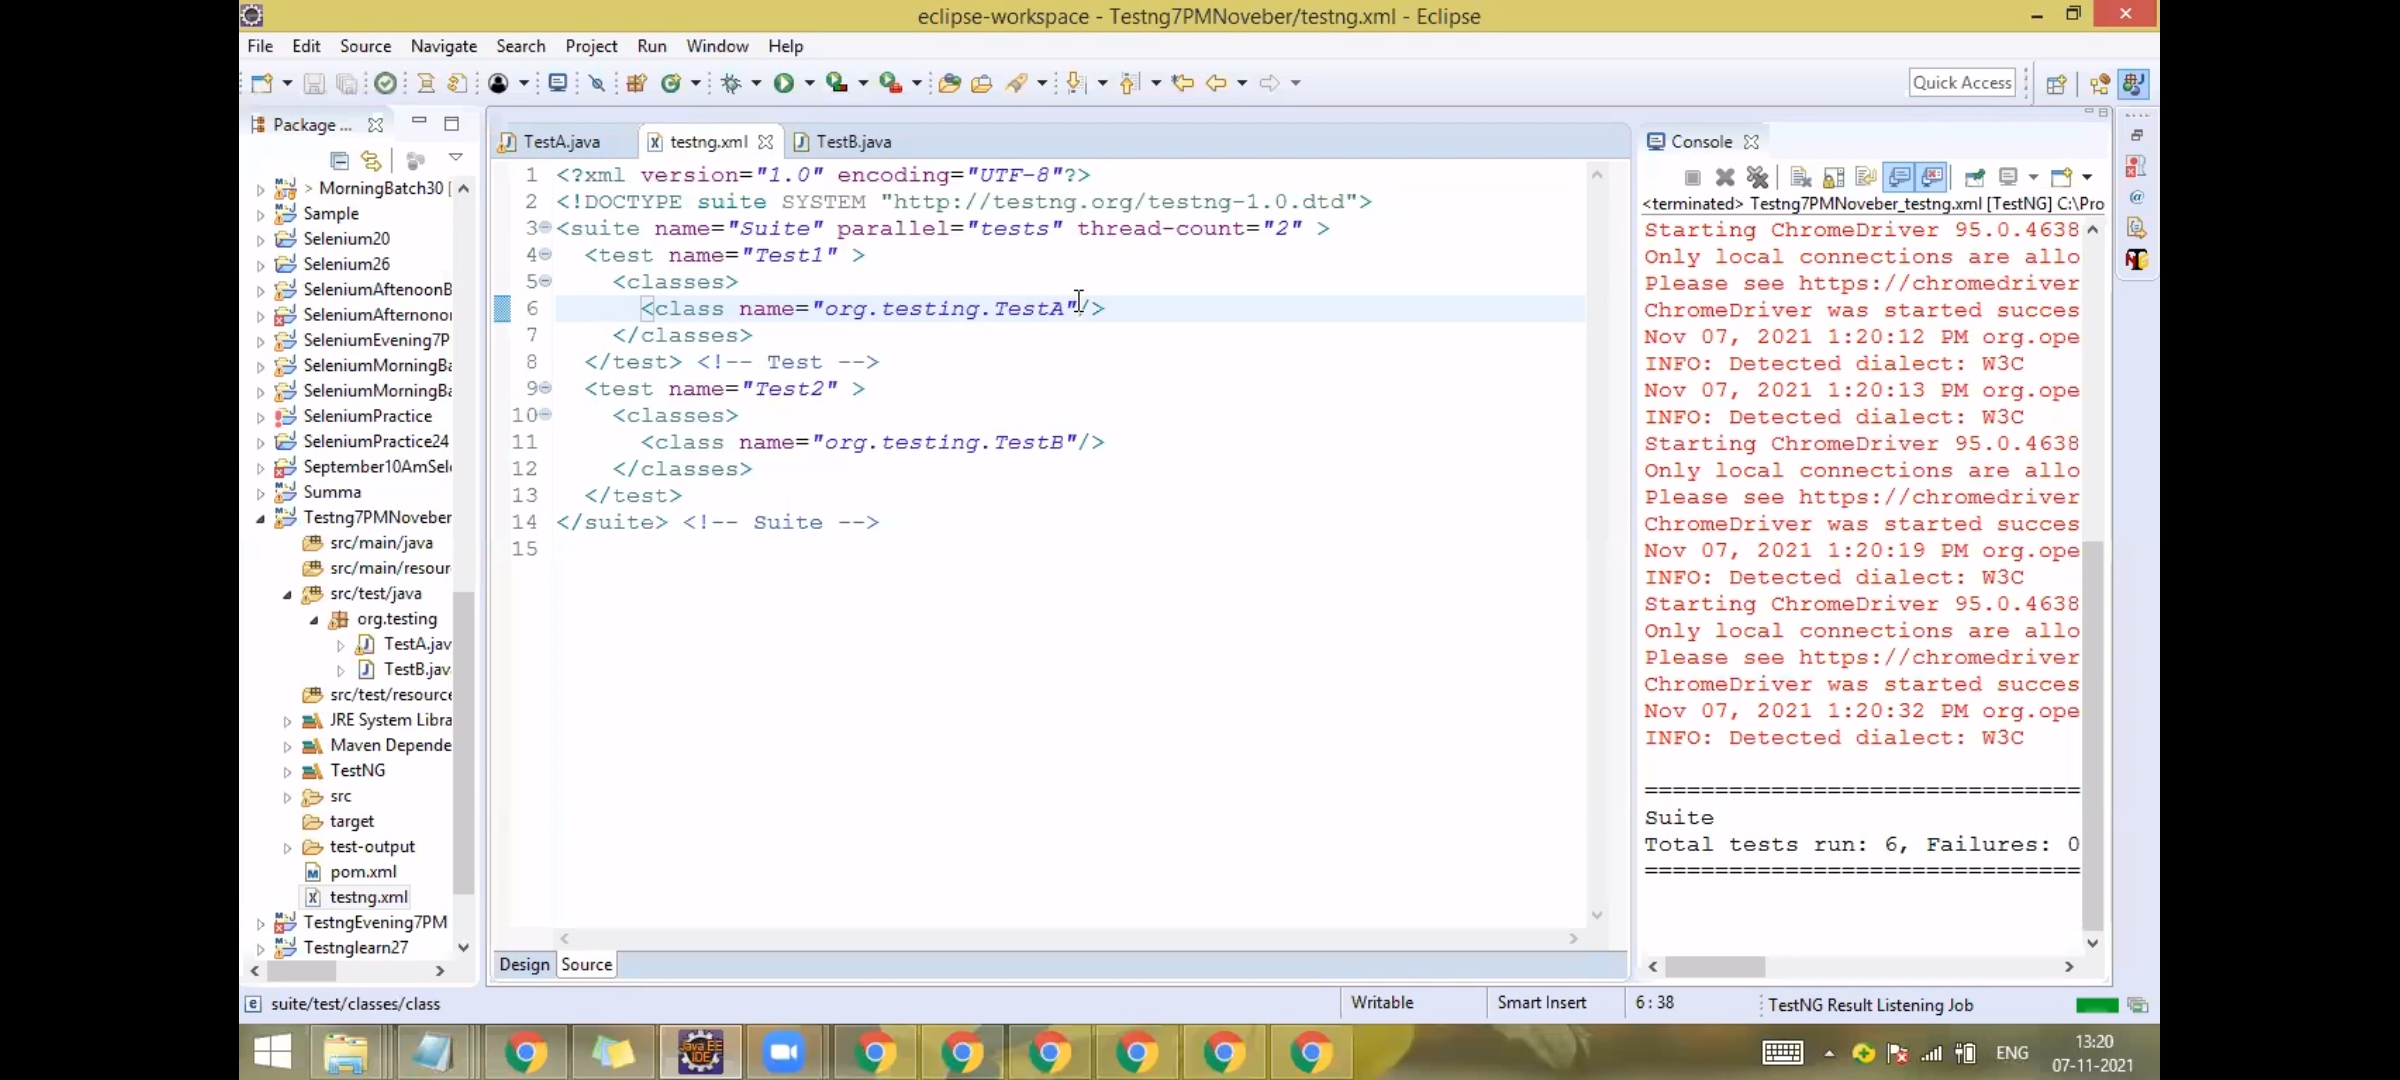 eclipse-workspace - Testng7PMNoveber/testng.xml - Eclipse
File Edit Source Navigate Search Project Run Window Help
Quick Access
Package ...
MorningBatch30 [
Sample
Selenium20
Selenium26
SeleniumAftenoonB
SeleniumAfternono
SeleniumEvening7P
SeleniumMorningBa
SeleniumMorningBa
SeleniumPractice
SeleniumPractice24
September10AmSele
Summa
Testng7PMNoveber
src/main/java
src/main/resour
src/test/java
org.testing
TestA.jav
TestB.jav
src/test/resource
JRE System Libra
Maven Depende
TestNG
src
target
test-output
pom.xml
testng.xml
TestngEvening7PM
Testnglearn27
TestA.java testng.xml TestB.java
1 <?xml version="1.0" encoding="UTF-8"?>
2 <!DOCTYPE suite SYSTEM "http://testng.org/testng-1.0.dtd">
3 <suite name="Suite" parallel="tests" thread-count="2" >
4 <test name="Test1" >
5 <classes>
6 <class name="org.testing.TestA"/>
7 </classes>
8 </test> <!-- Test -->
9 <test name="Test2" >
10 <classes>
11 <class name="org.testing.TestB"/>
12 </classes>
13 </test>
14 </suite> <!-- Suite -->
15
Design Source
Console
<terminated> Testng7PMNoveber_testng.xml [TestNG] C:\Pro
Starting ChromeDriver 95.0.4638
Only local connections are allo
Please see https://chromedriver
ChromeDriver was started succes
Nov 07, 2021 1:20:12 PM org.ope
INFO: Detected dialect: W3C
Nov 07, 2021 1:20:13 PM org.ope
INFO: Detected dialect: W3C
Starting ChromeDriver 95.0.4638
Only local connections are allo
Please see https://chromedriver
ChromeDriver was started succes
Nov 07, 2021 1:20:19 PM org.ope
INFO: Detected dialect: W3C
Starting ChromeDriver 95.0.4638
Only local connections are allo
Please see https://chromedriver
ChromeDriver was started succes
Nov 07, 2021 1:20:32 PM org.ope
INFO: Detected dialect: W3C
===============================
Suite
Total tests run: 6, Failures: 0
===============================
suite/test/classes/class
Writable Smart Insert 6 : 38 TestNG Result Listening Job
Java EE
IDE
ENG
13:20
07-11-2021